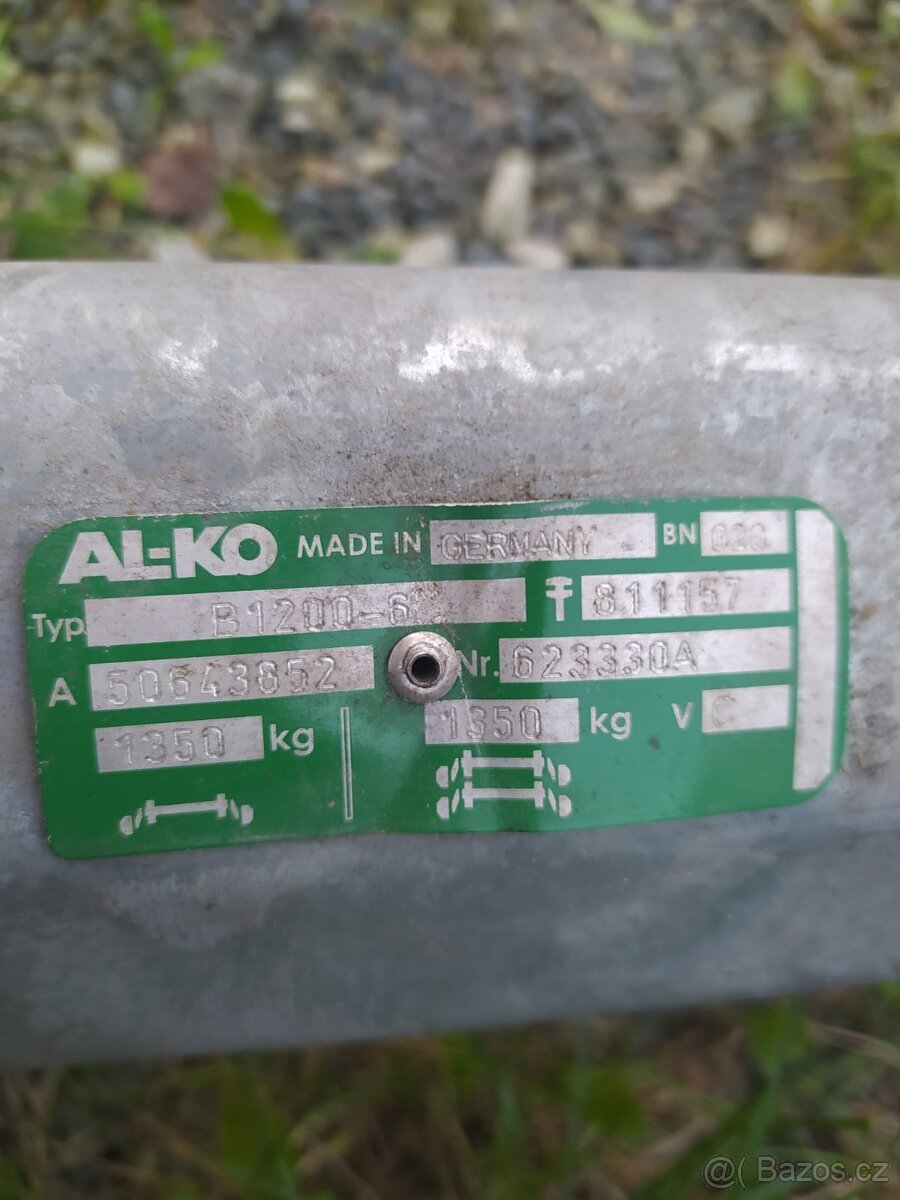 AL-KO MADE IN GERMANY BN 020
Typ B1200-6 811157
A 50643852 Nr. 623330A
1350 kg 1350 kg V C
@( Bazos.cz